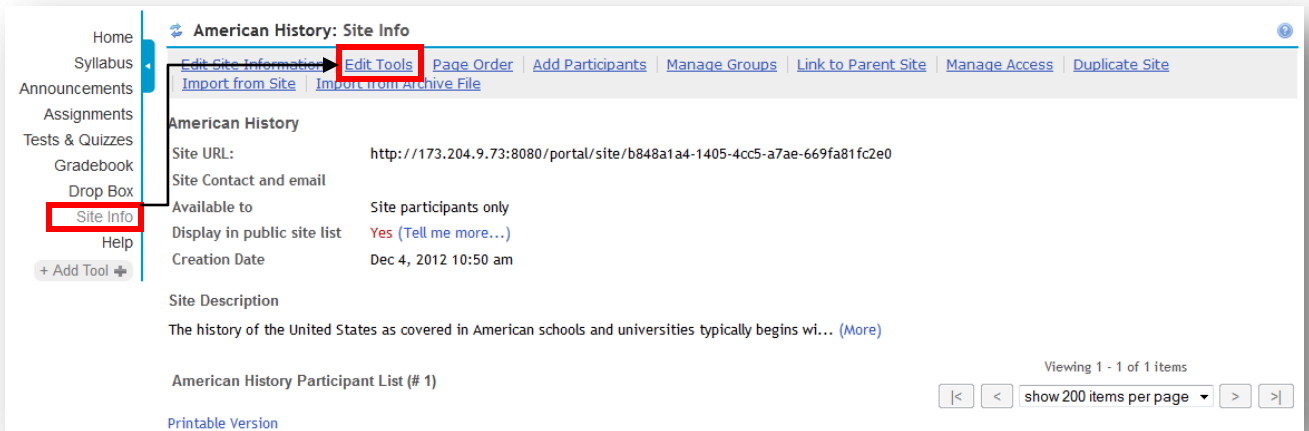 Home
Syllabus
Announcements
Assignments
Tests & Quizzes
Gradebook
Drop Box
Site Info
Help
+ Add Tool
American History: Site Info
Edit Site Information Edit Tools Page Order Add Participants Manage Groups Link to Parent Site Manage Access Duplicate Site
Import from Site Import from Archive File
American History
Site URL: http://173.204.9.73:8080/portal/site/b848a1a4-1405-4cc5-a7ae-669fa81fc2e0
Site Contact and email
Available to Site participants only
Display in public site list Yes (Tell me more...)
Creation Date Dec 4, 2012 10:50 am
Site Description
The history of the United States as covered in American schools and universities typically begins wi... (More)
Viewing 1 - 1 of 1 items
American History Participant List (# 1)
|< < show 200 items per page > >|
Printable Version